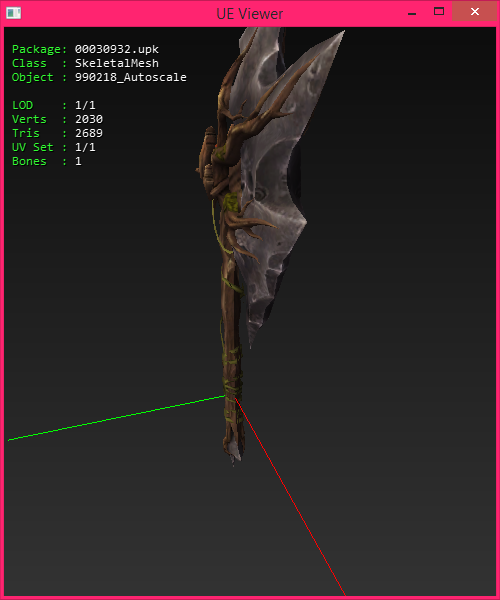 UE Viewer
Package: 00030932.upk
Class  : SkeletalMesh
Object : 990218_Autoscale
LOD    : 1/1
Verts  : 2030
Tris   : 2689
UV Set : 1/1
Bones  : 1